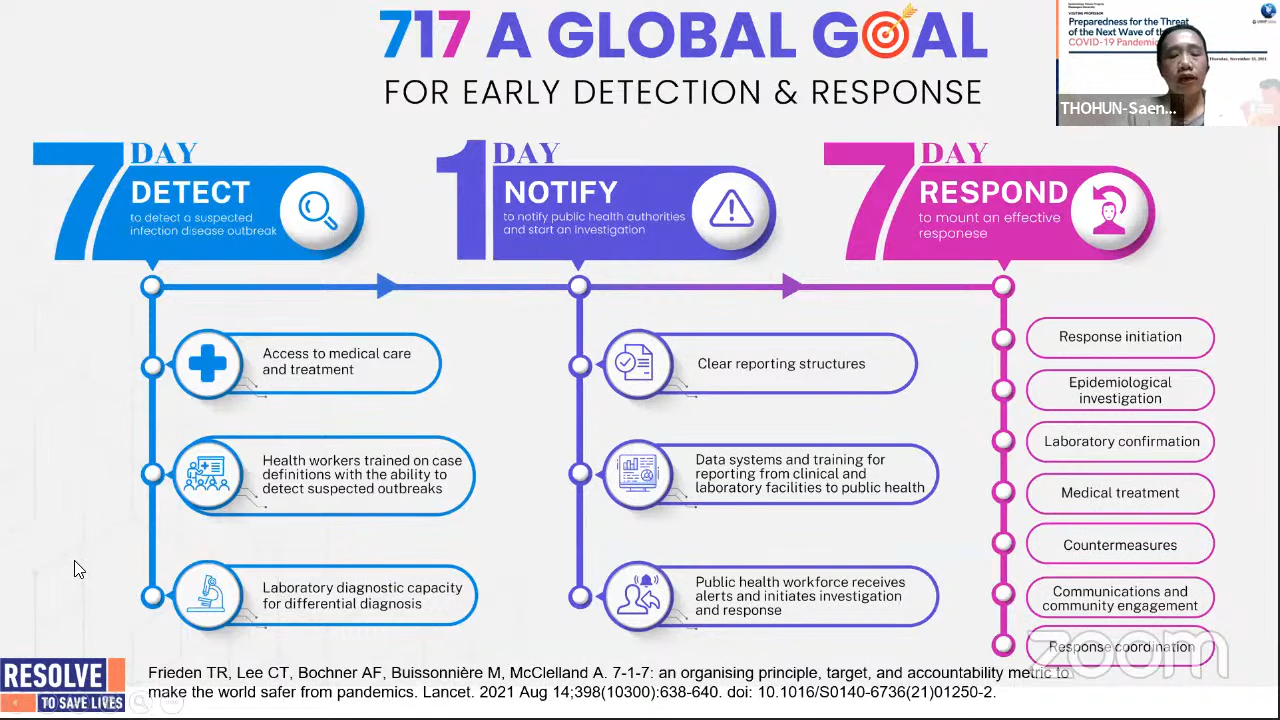 717 A GLOBAL GOAL
FOR EARLY DETECTION & RESPONSE
VISITING PROFESSOR
Preparedness for the Threat
of the Next Wave of th
COVID-19 Pandemic
Thursday, November 11, 2021
THOHUN-Saen...
7 DAY
DETECT
to detect a suspected
infection disease outbreak
1 DAY
NOTIFY
to notify public health authorities
and start an investigation
7 DAY
RESPOND
to mount an effective
responese
Access to medical care
and treatment
Health workers trained on case
definitions with the ability to
detect suspected outbreaks
Laboratory diagnostic capacity
for differential diagnosis
Clear reporting structures
Data systems and training for
reporting from clinical and
laboratory facilities to public health
Public health workforce receives
alerts and initiates investigation
and response
Response initiation
Epidemiological
investigation
Laboratory confirmation
Medical treatment
Countermeasures
Communications and
community engagement
Response coordination
zoom
RESOLVE
TO SAVE LIVES
Frieden TR, Lee CT, Bochner AF, Buissonnière M, McClelland A. 7-1-7: an organising principle, target, and accountability metric to
make the world safer from pandemics. Lancet. 2021 Aug 14;398(10300):638-640. doi: 10.1016/S0140-6736(21)01250-2.